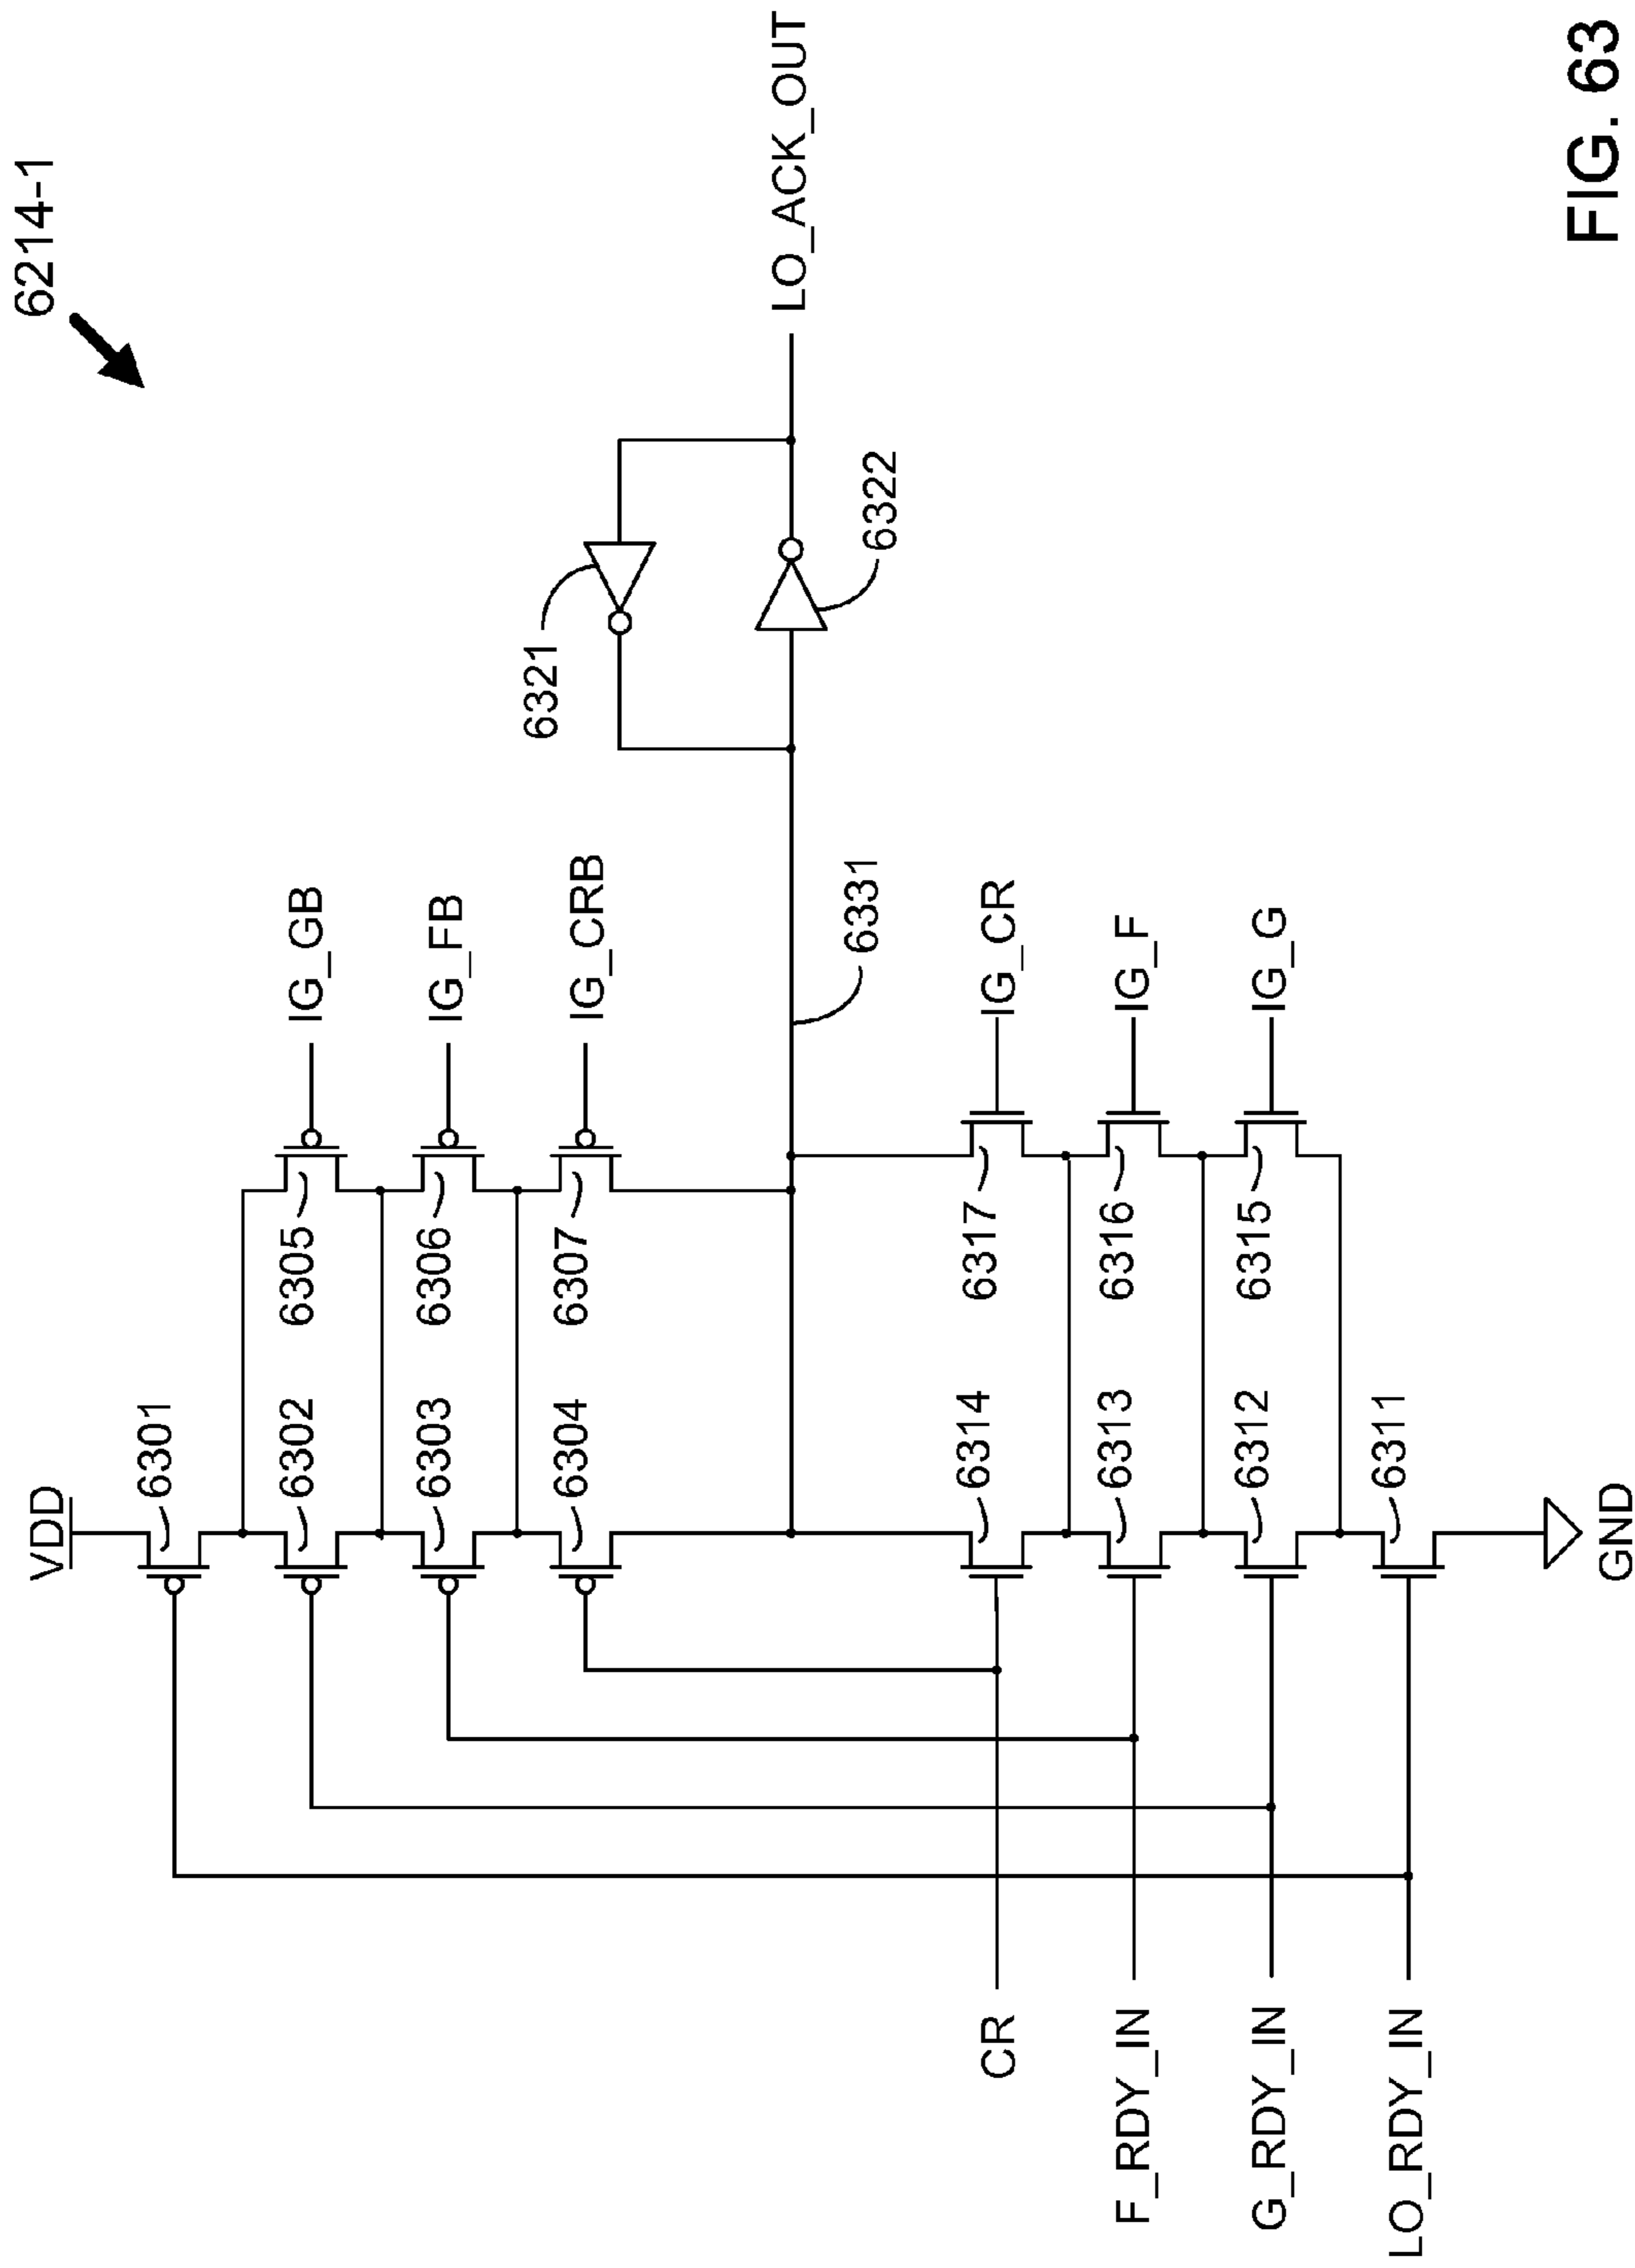 6214-1
VDD
6301
6302
6303
6304
6305
6306
6307
IG_GB
IG_FB
IG_CRB
6321
6322
LO_ACK_OUT
6331
6314
6313
6312
6311
6317
6316
6315
IG_CR
IG_F
IG_G
CR
F_RDY_IN
G_RDY_IN
LO_RDY_IN
GND
FIG. 63